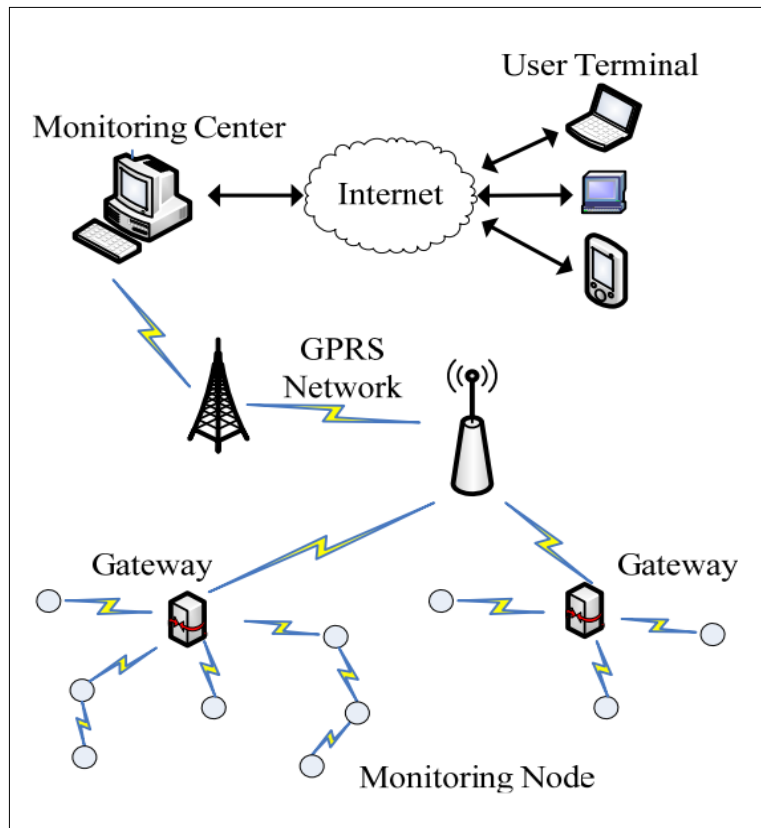 User Terminal
Monitoring Center
Internet
GPRS
Network
Gateway
Gateway
Monitoring Node